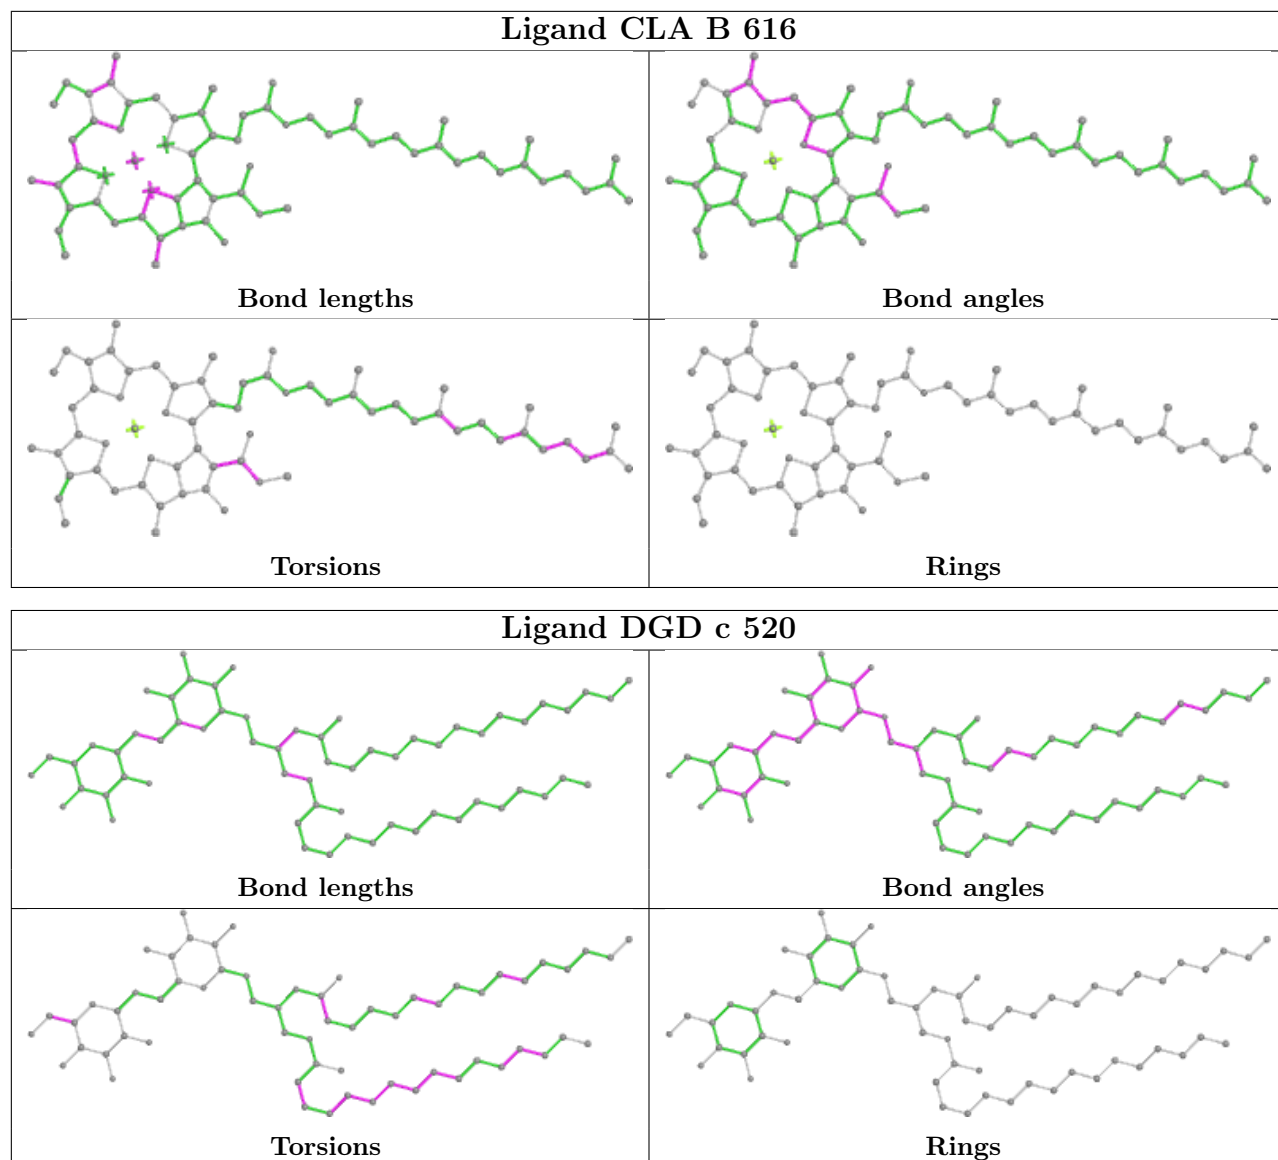 Ligand CLA B 616
Bond lengths
Bond angles
Torsions
Rings
Ligand DGD c 520
Bond lengths
Bond angles
Torsions
Rings